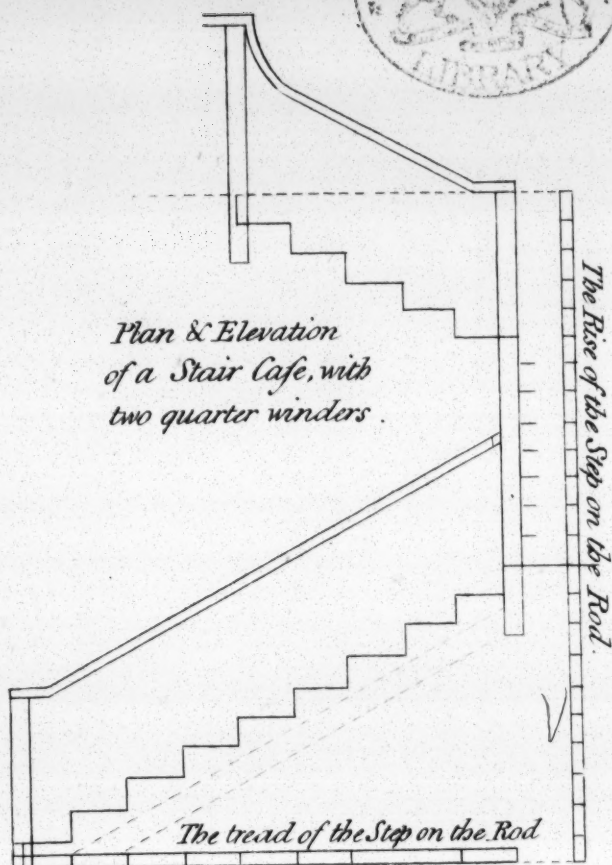 LIBRARY
Plan & Elevation
of a Stair Caſe, with
two quarter winders.
The Rise of the Step on the Rod.
The tread of the Step on the Rod